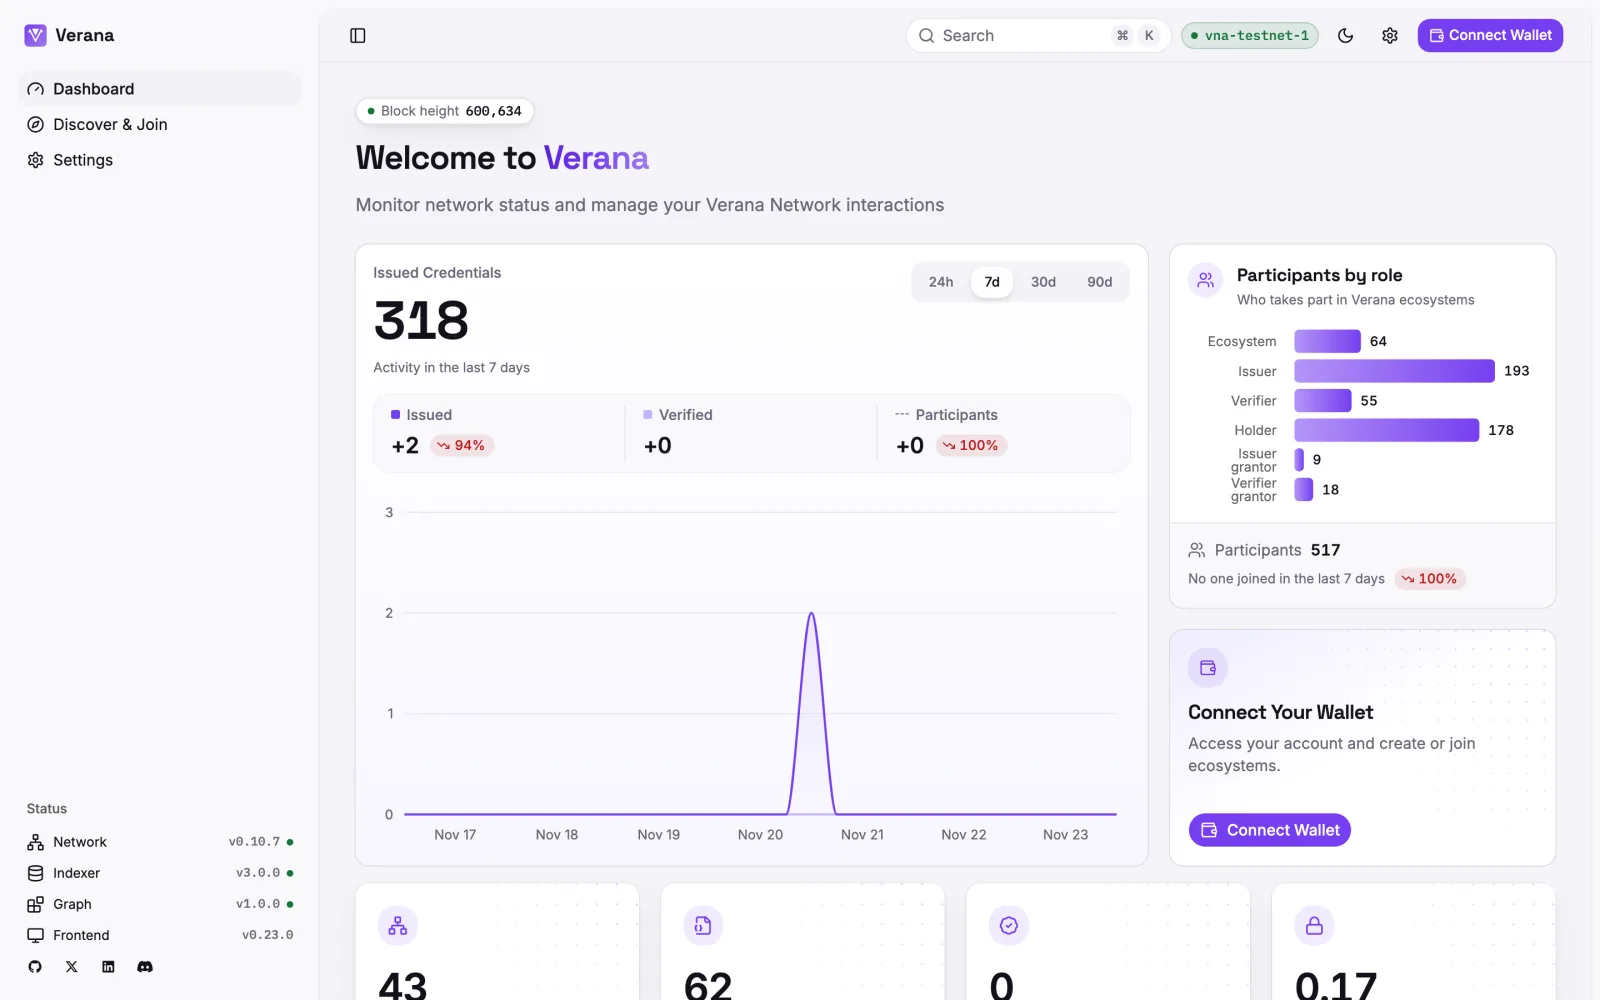 Verana
Dashboard
Discover & Join
Settings
Status
Network v0.10.7
Indexer v3.0.0
Graph v1.0.0
Frontend v0.23.0
Search ⌘ K
vna-testnet-1
Connect Wallet
Block height 600,634
Welcome to Verana
Monitor network status and manage your Verana Network interactions
Issued Credentials
318
Activity in the last 7 days
24h 7d 30d 90d
Issued
+2 94%
Verified
+0
Participants
+0 100%
3
2
1
0
Nov 17 Nov 18 Nov 19 Nov 20 Nov 21 Nov 22 Nov 23
Participants by role
Who takes part in Verana ecosystems
Ecosystem 64
Issuer 193
Verifier 55
Holder 178
Issuer
grantor 9
Verifier
grantor 18
Participants 517
No one joined in the last 7 days 100%
Connect Your Wallet
Access your account and create or join
ecosystems.
Connect Wallet
43
62
0
0.17